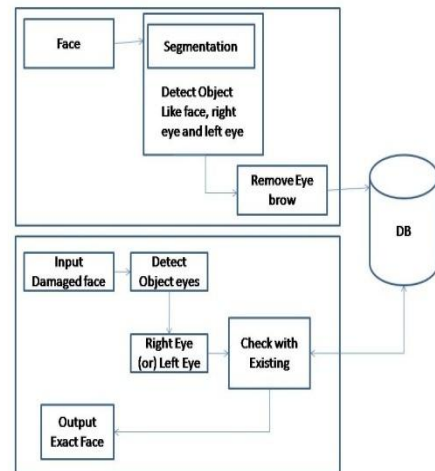 Face
Segmentation
Detect Object
Like face, right
eye and left eye
Remove Eye
brow
DB
Input
Damaged face
Detect
Object eyes
Right Eye
(or) Left Eye
Check with
Existing
Output
Exact Face